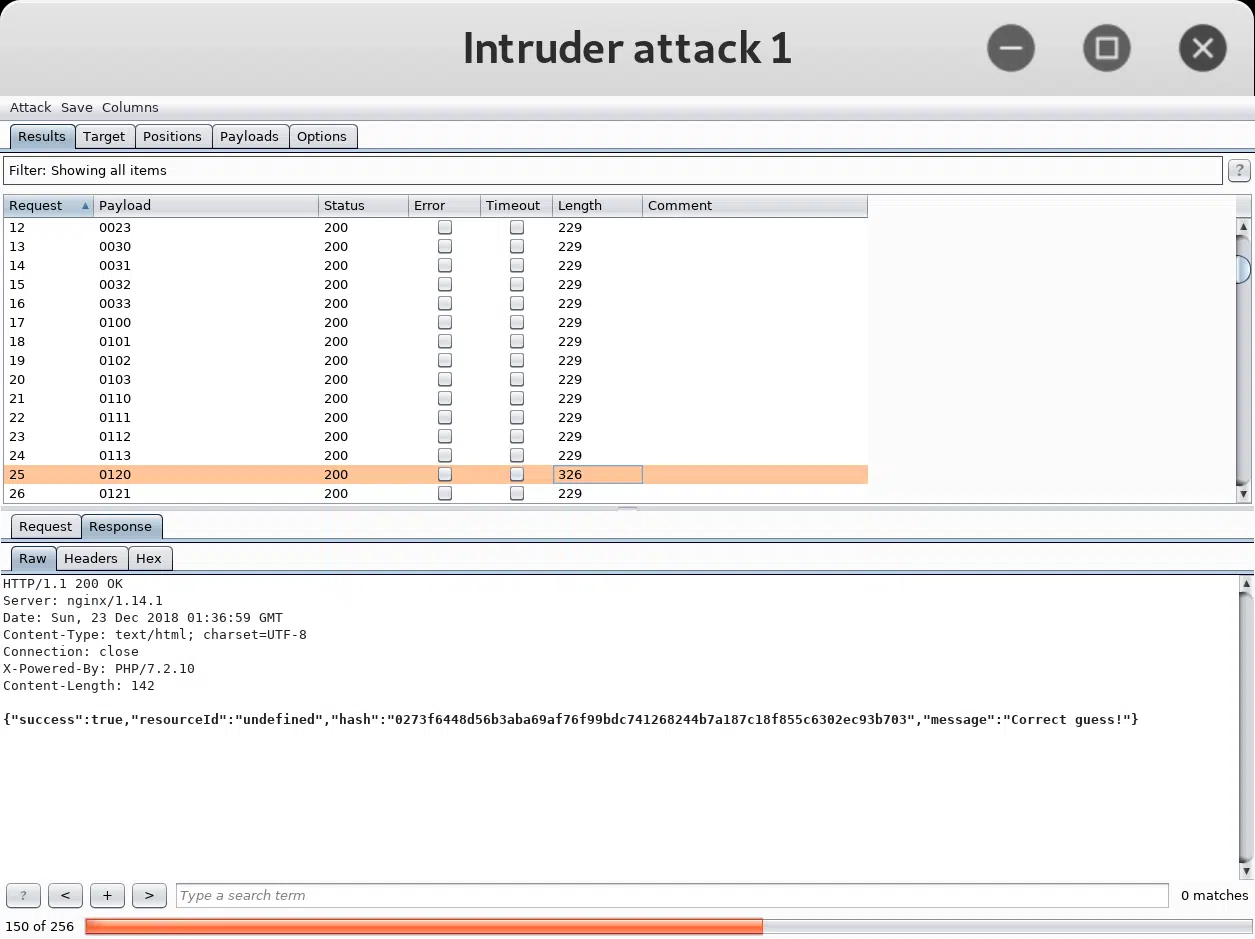 Intruder attack 1
Attack Save Columns
Results Target Positions Payloads Options
Filter: Showing all items ?
Request Payload Status Error Timeout Length Comment
12 0023 200 229
13 0030 200 229
14 0031 200 229
15 0032 200 229
16 0033 200 229
17 0100 200 229
18 0101 200 229
19 0102 200 229
20 0103 200 229
21 0110 200 229
22 0111 200 229
23 0112 200 229
24 0113 200 229
25 0120 200 326
26 0121 200 229
Request Response
Raw Headers Hex
HTTP/1.1 200 OK
Server: nginx/1.14.1
Date: Sun, 23 Dec 2018 01:36:59 GMT
Content-Type: text/html; charset=UTF-8
Connection: close
X-Powered-By: PHP/7.2.10
Content-Length: 142
{"success":true,"resourceId":"undefined","hash":"0273f6448d56b3aba69af76f99bdc741268244b7a187c18f855c6302ec93b703","message":"Correct guess!"}
? < + > Type a search term 0 matches
150 of 256